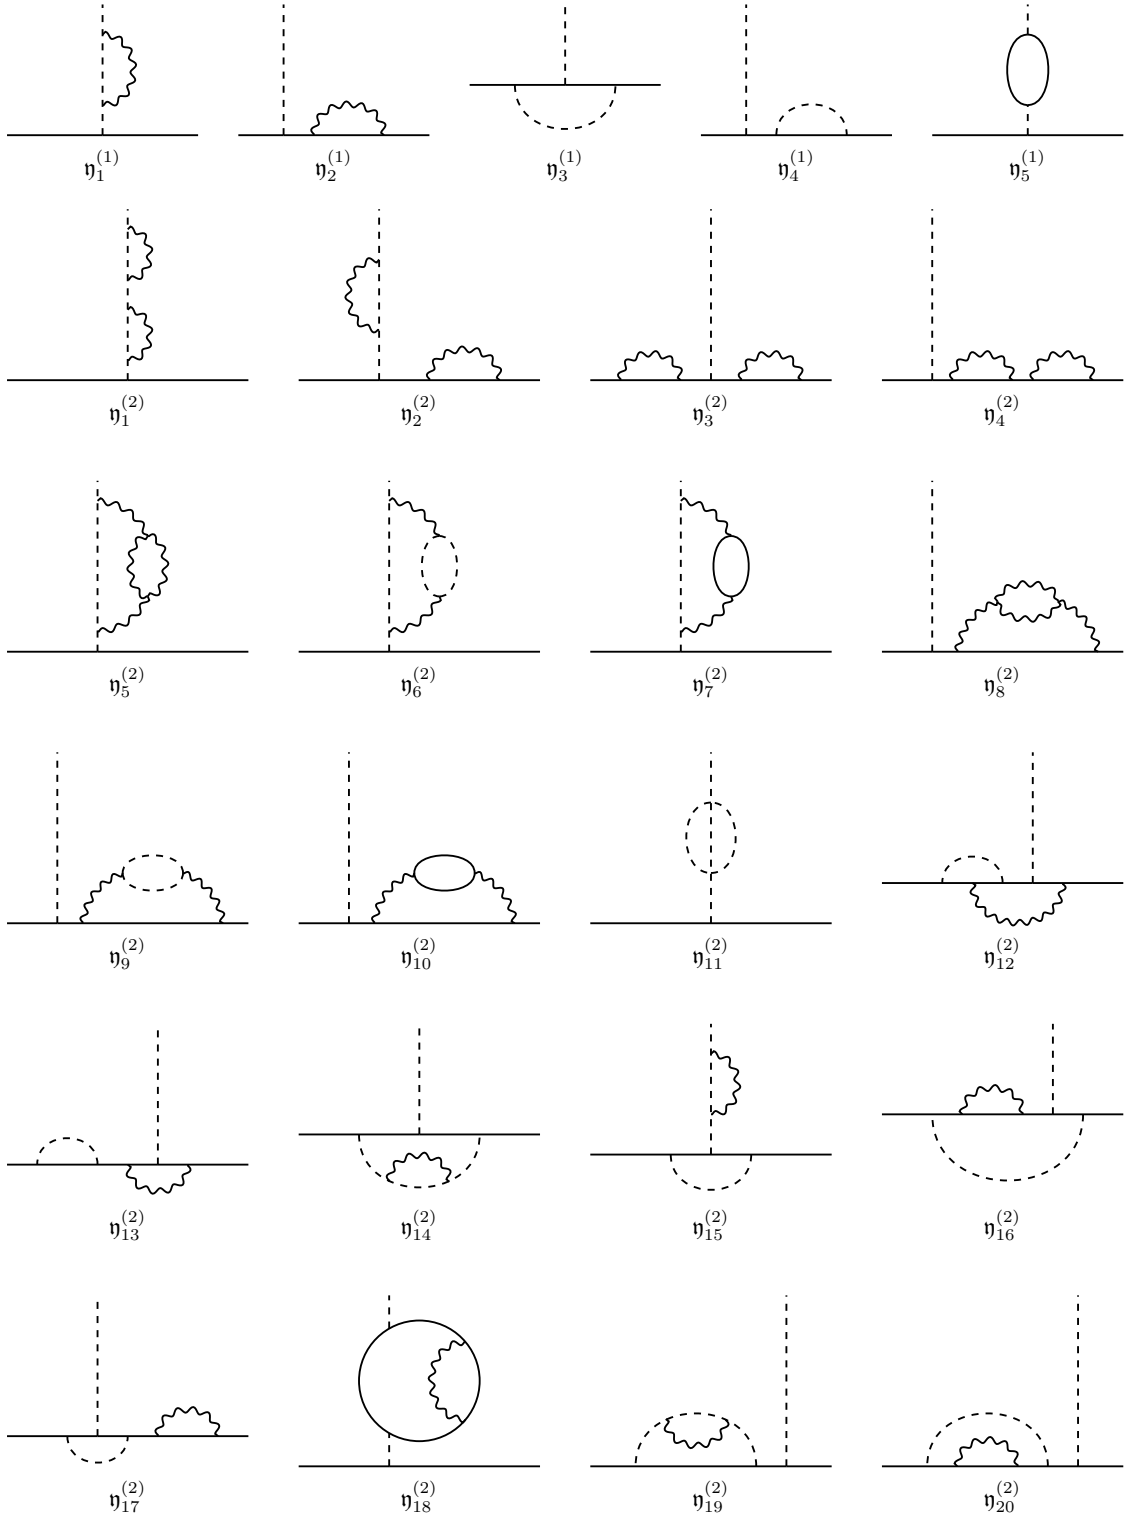 𝔶₁⁽¹⁾ 𝔶₂⁽¹⁾ 𝔶₃⁽¹⁾ 𝔶₄⁽¹⁾ 𝔶₅⁽¹⁾
𝔶₁⁽²⁾ 𝔶₂⁽²⁾ 𝔶₃⁽²⁾ 𝔶₄⁽²⁾
𝔶₅⁽²⁾ 𝔶₆⁽²⁾ 𝔶₇⁽²⁾ 𝔶₈⁽²⁾
𝔶₉⁽²⁾ 𝔶₁₀⁽²⁾ 𝔶₁₁⁽²⁾ 𝔶₁₂⁽²⁾
𝔶₁₃⁽²⁾ 𝔶₁₄⁽²⁾ 𝔶₁₅⁽²⁾ 𝔶₁₆⁽²⁾
𝔶₁₇⁽²⁾ 𝔶₁₈⁽²⁾ 𝔶₁₉⁽²⁾ 𝔶₂₀⁽²⁾